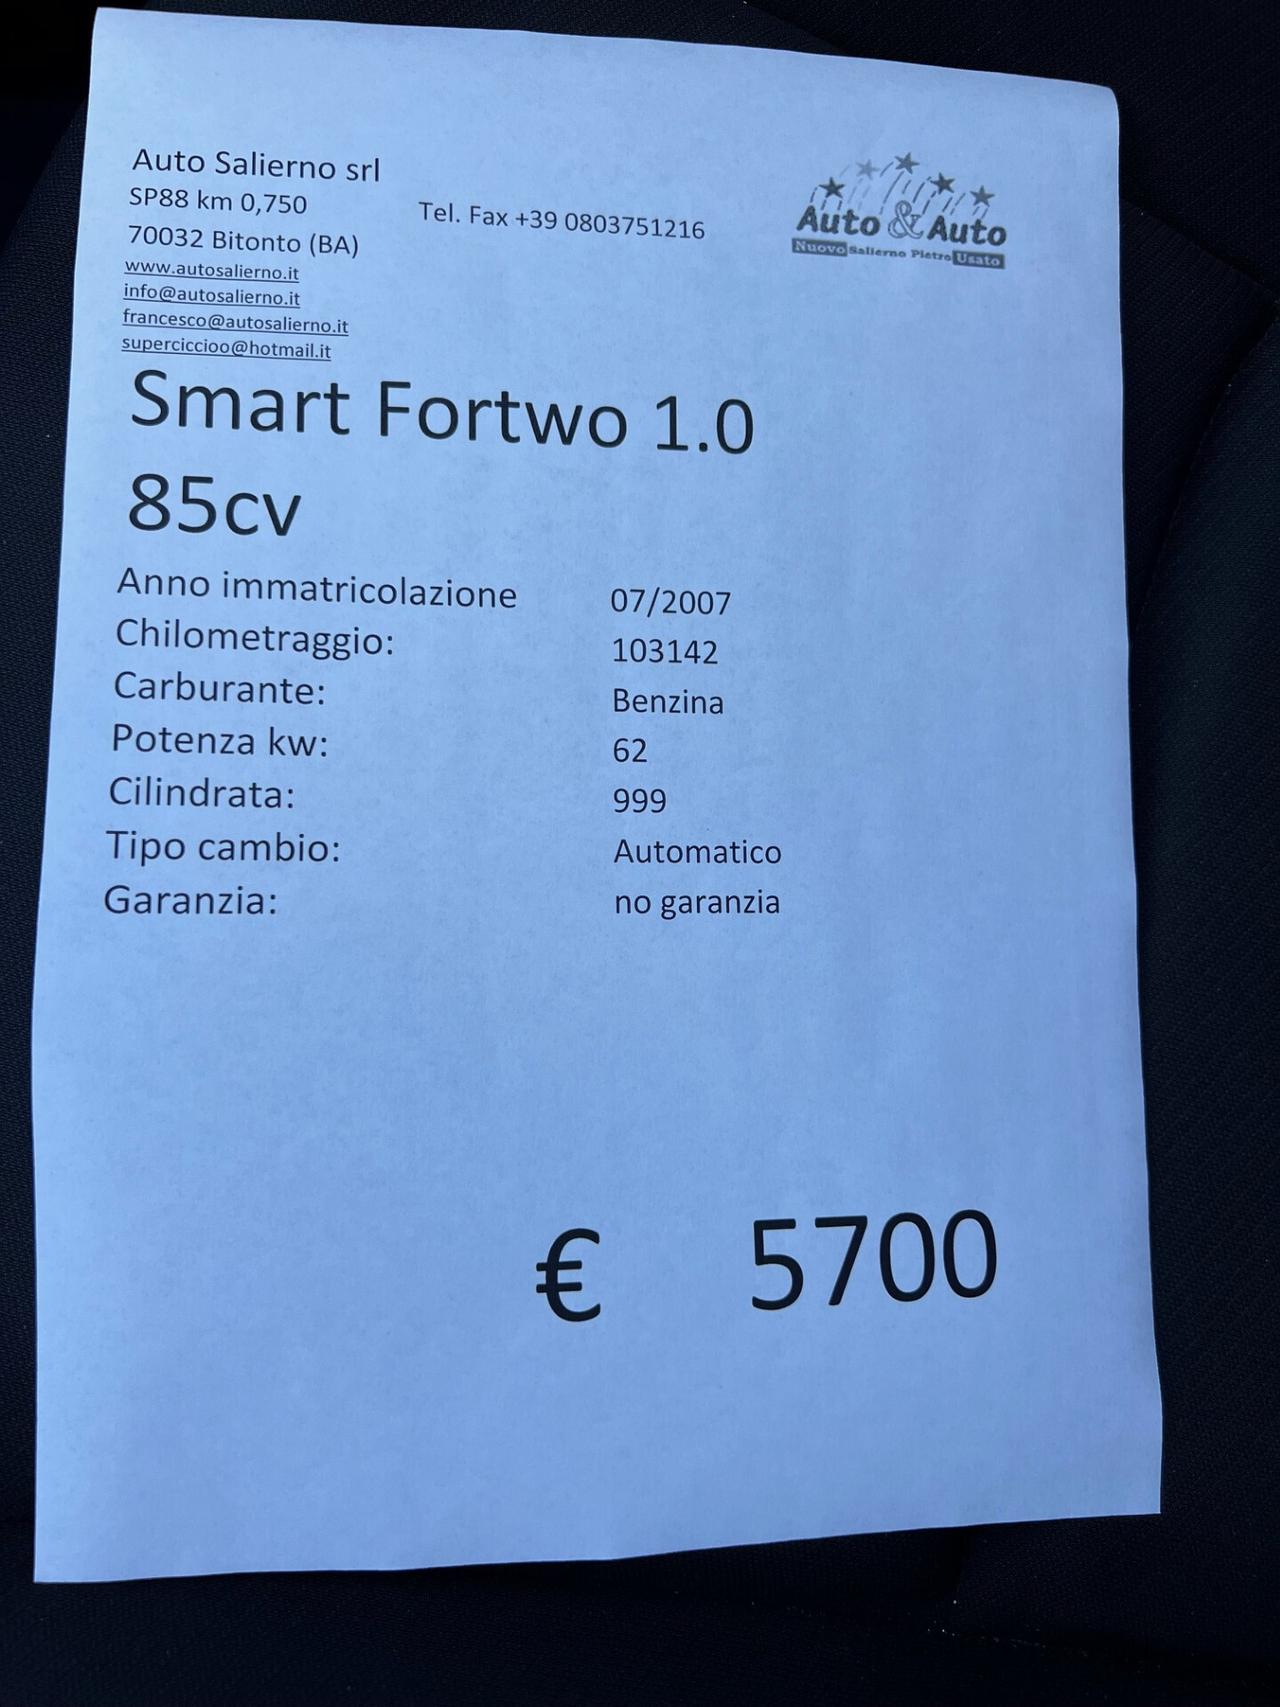 Auto Salierno srl
SP88 km 0,750
70032 Bitonto (BA)
www.autosalierno.it
info@autosalierno.it
francesco@autosalierno.it
superciccioo@hotmail.it
Tel. Fax +39 0803751216
Auto & Auto
Nuovo Salierno Pietro Usato
Smart Fortwo 1.0
85cv
Anno immatricolazione 07/2007
Chilometraggio: 103142
Carburante: Benzina
Potenza kw: 62
Cilindrata: 999
Tipo cambio: Automatico
Garanzia: no garanzia
€ 5700